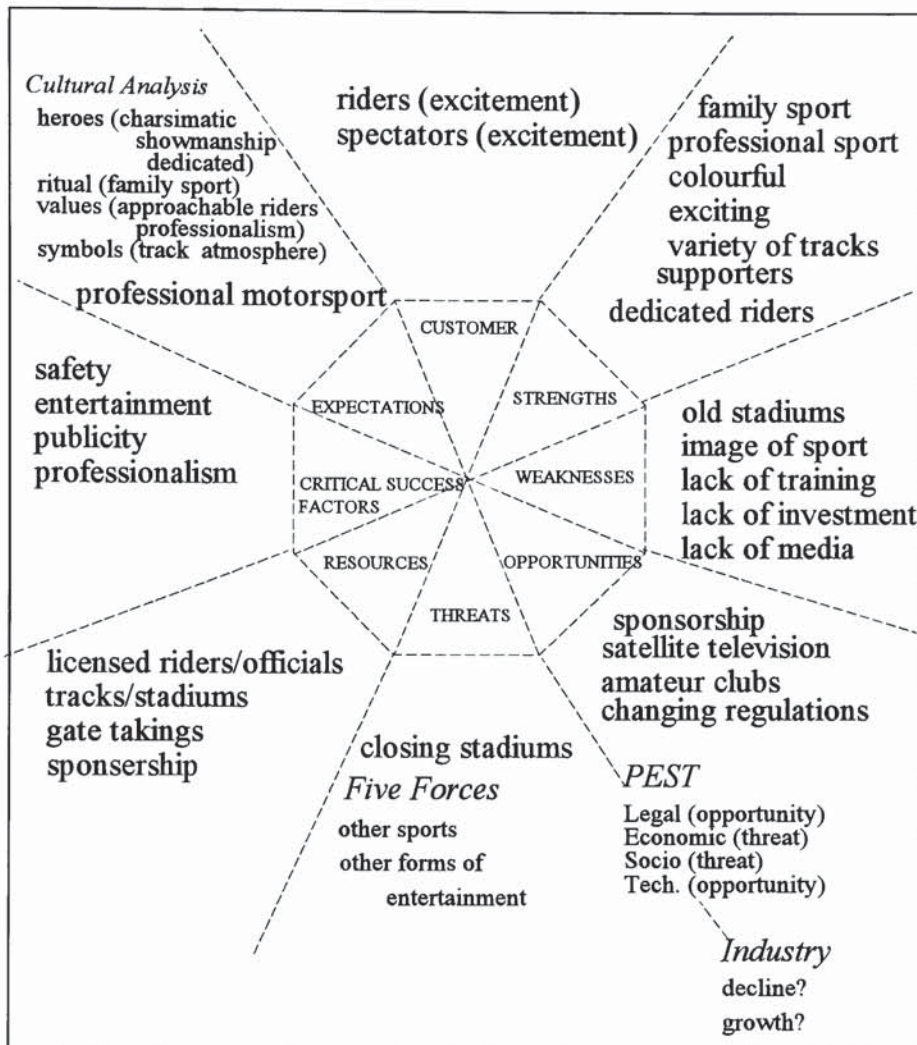 Cultural Analysis
heroes (charsimatic
showmanship
dedicated)
ritual (family sport)
values (approachable riders
professionalism)
symbols (track atmosphere)
professional motorsport
riders (excitement)
spectators (excitement)
family sport
professional sport
colourful
exciting
variety of tracks
supporters
dedicated riders
CUSTOMER
EXPECTATIONS
STRENGTHS
safety
entertainment
publicity
professionalism
CRITICAL SUCCESS
FACTORS
WEAKNESSES
old stadiums
image of sport
lack of training
lack of investment
lack of media
RESOURCES
THREATS
OPPORTUNITIES
licensed riders/officials
tracks/stadiums
gate takings
sponsership
closing stadiums
Five Forces
other sports
other forms of
entertainment
sponsorship
satellite television
amateur clubs
changing regulations
PEST
Legal (opportunity)
Economic (threat)
Socio (threat)
Tech. (opportunity)
Industry
decline?
growth?